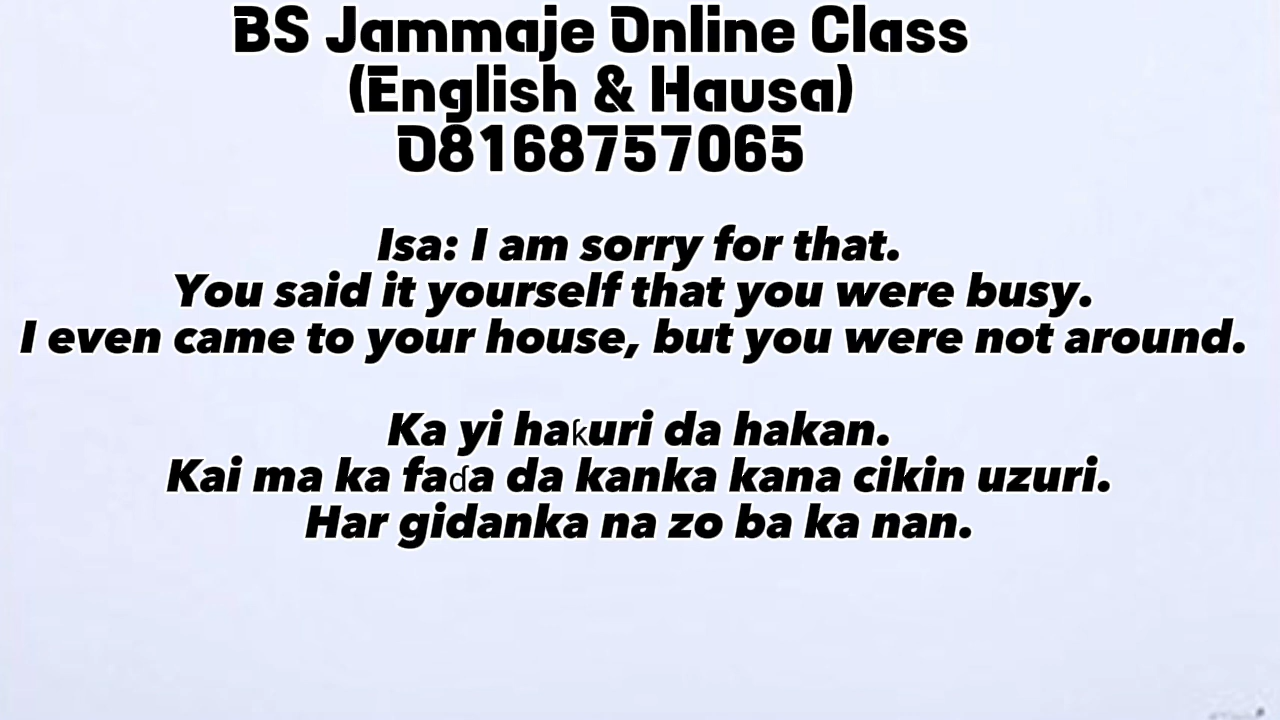 BS Jammaje Online Class
(English & Hausa)
08168757065
Isa: I am sorry for that.
You said it yourself that you were busy.
I even came to your house, but you were not around.
Ka yi haƙuri da hakan.
Kai ma ka faɗa da kanka kana cikin uzuri.
Har gidanka na zo ba ka nan.